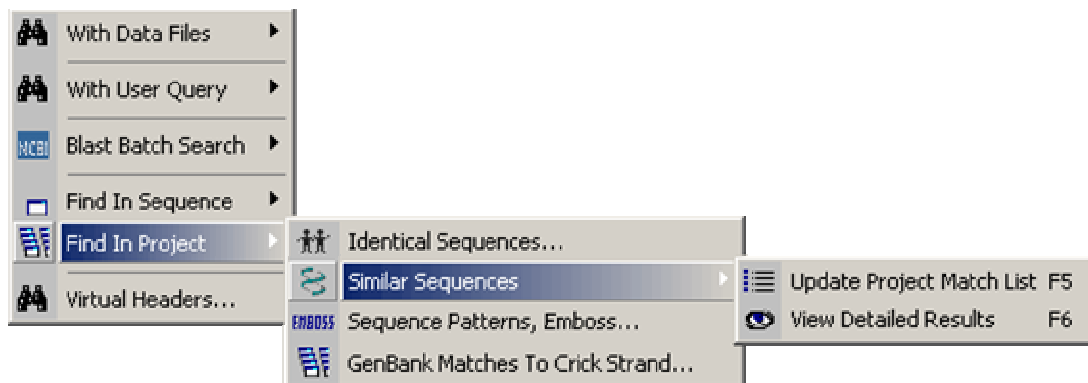 With Data Files
With User Query
NCBI Blast Batch Search
Find In Sequence
Find In Project
Virtual Headers...
Identical Sequences...
Similar Sequences
EMBOSS Sequence Patterns, Emboss...
GenBank Matches To Crick Strand...
Update Project Match List F5
View Detailed Results F6